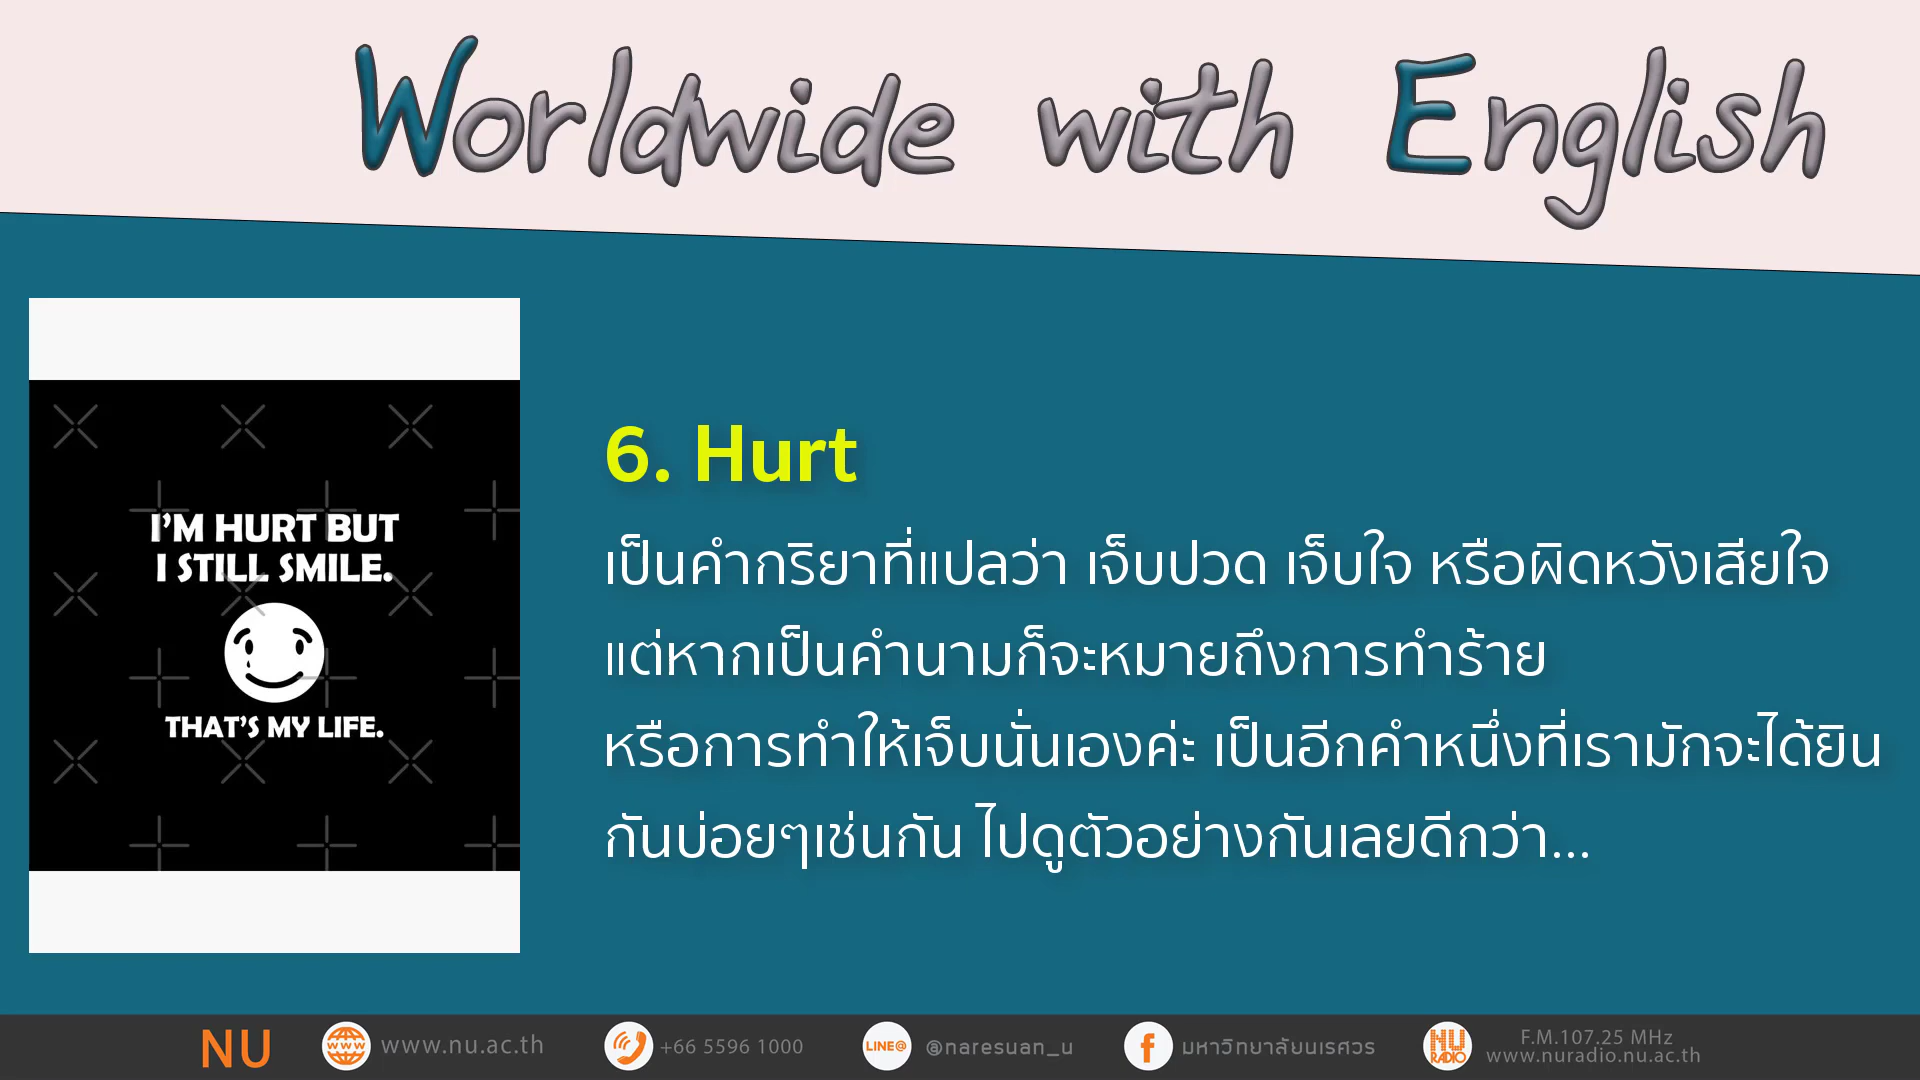 Worldwide with English
I'M HURT BUT
I STILL SMILE.
THAT'S MY LIFE.
6. Hurt
เป็นคำกริยาที่แปลว่า เจ็บปวด เจ็บใจ หรือผิดหวังเสียใจ
แต่หากเป็นคำนามก็จะหมายถึงการทำร้าย
หรือการทำให้เจ็บนั่นเองค่ะ เป็นอีกคำหนึ่งที่เรามักจะได้ยิน
กันบ่อยๆเช่นกัน ไปดูตัวอย่างกันเลยดีกว่า...
NU www www.nu.ac.th +66 5596 1000 LINE@ @naresuan_u f มหาวิทยาลัยนเรศวร NU RADIO F.M.107.25 MHz
www.nuradio.nu.ac.th